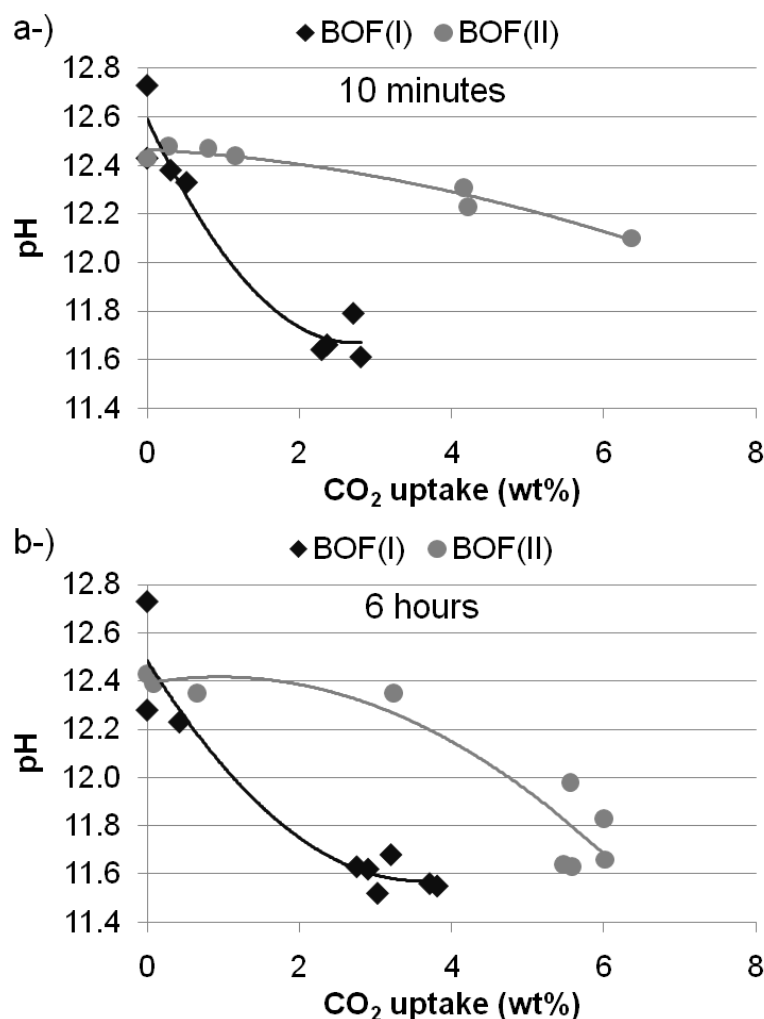 a-)
BOF(I) BOF(II)
10 minutes
12.8
12.6
12.4
12.2
12.0
11.8
11.6
11.4
pH
0 2 4 6 8
CO₂ uptake (wt%)
b-)
BOF(I) BOF(II)
6 hours
12.8
12.6
12.4
12.2
12.0
11.8
11.6
11.4
pH
0 2 4 6 8
CO₂ uptake (wt%)